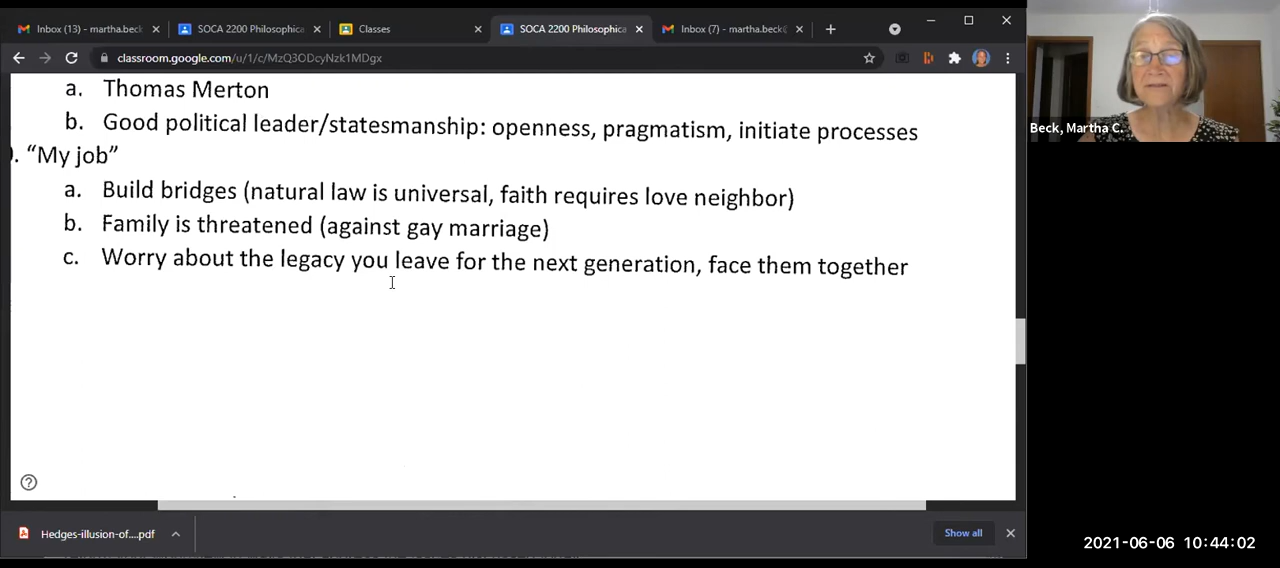 Inbox (13) - martha.beck
SOCA 2200 Philosophica
Classes
SOCA 2200 Philosophica
Inbox (7) - martha.beck@
classroom.google.com/u/1/c/MzQ3ODcyNzk1MDgx
a. Thomas Merton
b. Good political leader/statesmanship: openness, pragmatism, initiate processes
. “My job”
a. Build bridges (natural law is universal, faith requires love neighbor)
b. Family is threatened (against gay marriage)
c. Worry about the legacy you leave for the next generation, face them together
Hedges-illusion-of....pdf
Show all
Beck, Martha C.
2021-06-06 10:44:02